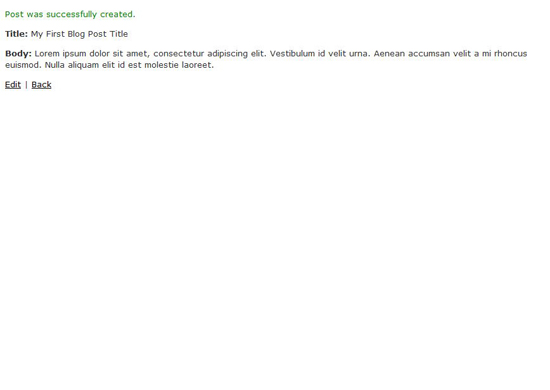 Post was successfully created.
Title: My First Blog Post Title
Body: Lorem ipsum dolor sit amet, consectetur adipiscing elit. Vestibulum id velit urna. Aenean accumsan velit a mi rhoncus
euismod. Nulla aliquam elit id est molestie laoreet.
Edit | Back